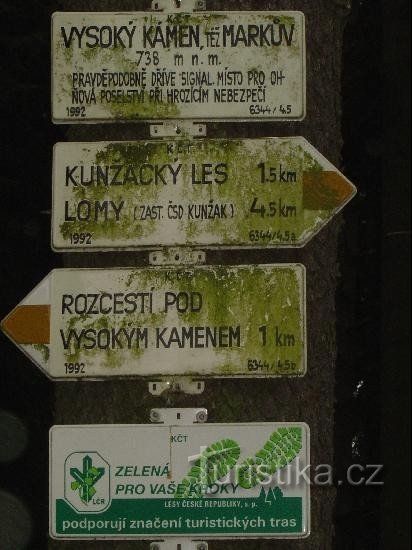 KČT
VYSOKÝ KÁMEN, TÉŽ MARKŮV
738 m n.m.
PRAVDĚPODOBNĚ DŘÍVE SIGNAL. MÍSTO PRO OH-
ŇOVÁ POSELSTVÍ PŘI HROZÍCÍM NEBEZPEČÍ
1992 6344/4.5
KČT
KUNŽACKÝ LES 1.5 km
LOMY (ZAST. ČSD KUNŽAK) 4.5 km
1992 6344/4.5a
KČT
ROZCESTÍ POD
VYSOKÝM KAMENEM 1 km
1992 6344/4.5b
KČT
ZELENÁ
PRO VAŠE KROKY
LČR
LESY ČESKÉ REPUBLIKY, s. p.
podporují značení turistických tras
Turistika.cz